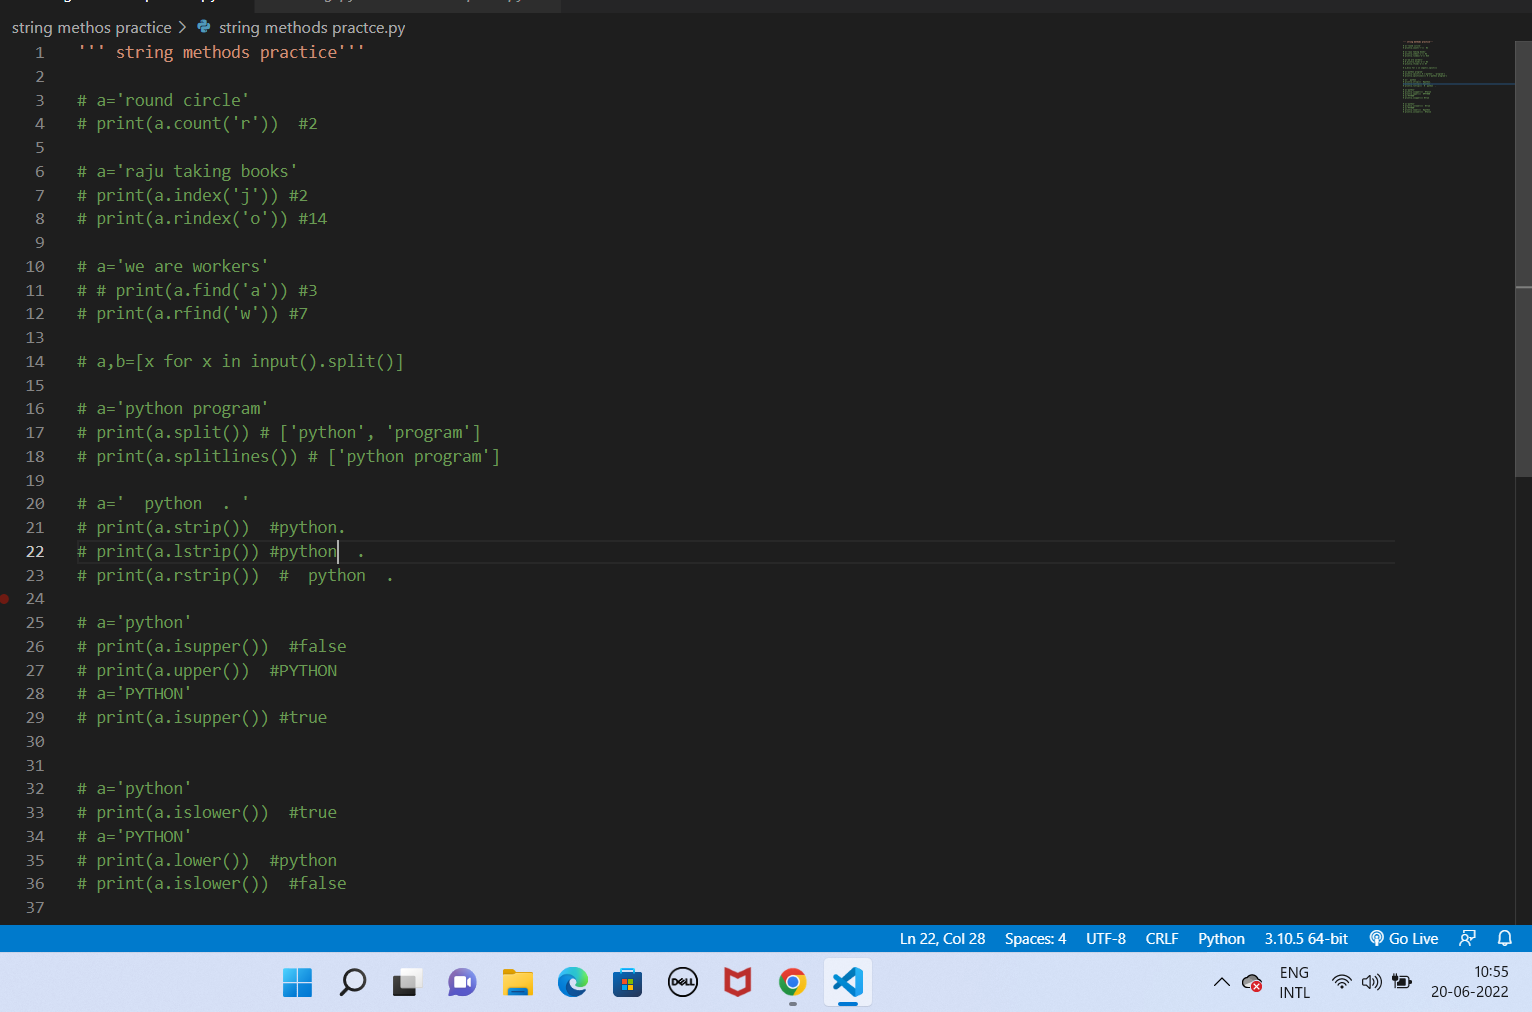 string methos practice > string methods practce.py
1 ''' string methods practice'''
2
3 # a='round circle'
4 # print(a.count('r'))  #2
5
6 # a='raju taking books'
7 # print(a.index('j')) #2
8 # print(a.rindex('o')) #14
9
10 # a='we are workers'
11 # # print(a.find('a')) #3
12 # print(a.rfind('w')) #7
13
14 # a,b=[x for x in input().split()]
15
16 # a='python program'
17 # print(a.split()) # ['python', 'program']
18 # print(a.splitlines()) # ['python program']
19
20 # a='  python  . '
21 # print(a.strip())  #python.
22 # print(a.lstrip()) #python  .
23 # print(a.rstrip())  #  python  .
24
25 # a='python'
26 # print(a.isupper())  #false
27 # print(a.upper())  #PYTHON
28 # a='PYTHON'
29 # print(a.isupper()) #true
30
31
32 # a='python'
33 # print(a.islower())  #true
34 # a='PYTHON'
35 # print(a.lower())  #python
36 # print(a.islower())  #false
37
Ln 22, Col 28 Spaces: 4 UTF-8 CRLF Python 3.10.5 64-bit Go Live
DELL
ENG
INTL
10:55
20-06-2022